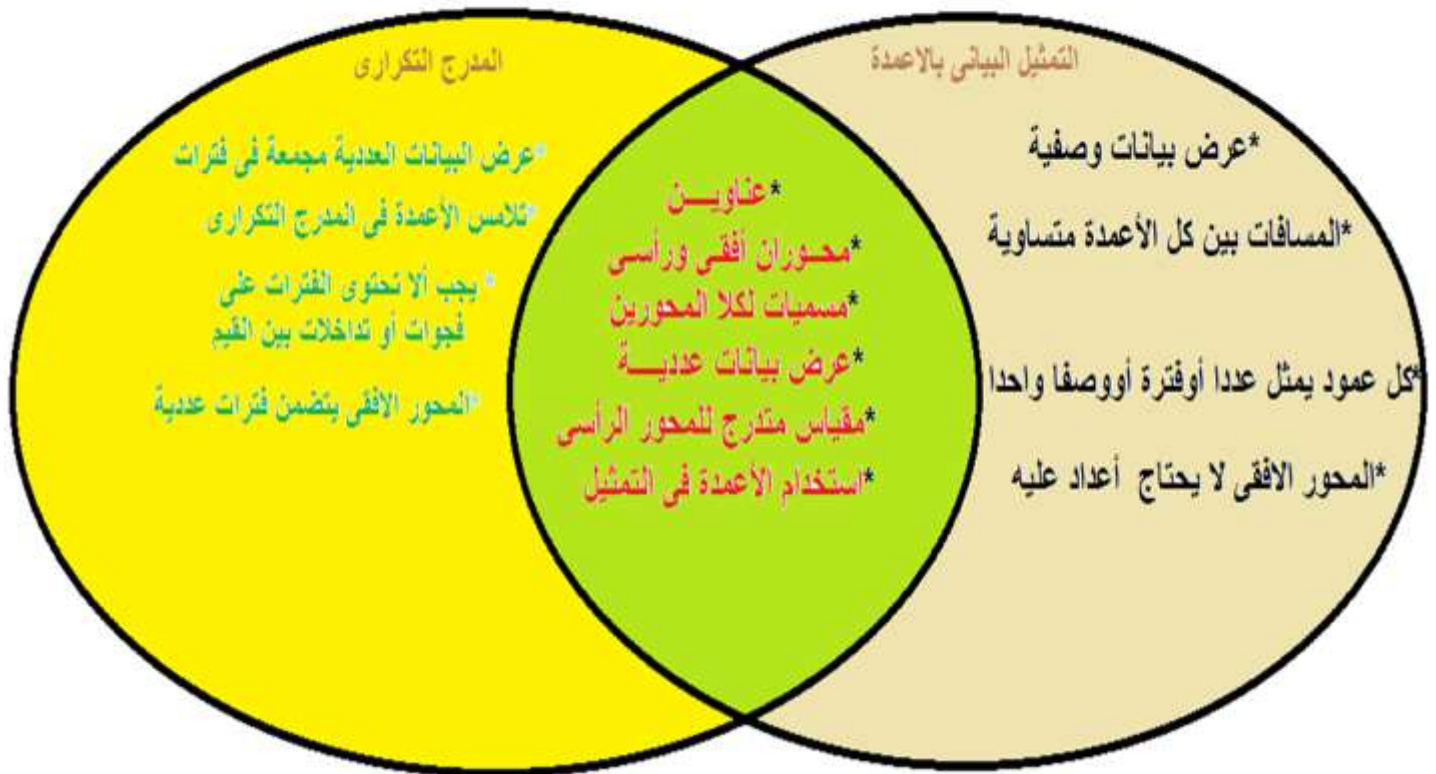 التمثيل البيانى بالاعمدة
*عرض بيانات وصفية
*المسافات بين كل الأعمدة متساوية
*كل عمود يمثل عددا أوفترة أووصفا واحدا
*المحور الافقى لا يحتاج أعداد عليه
*عناويـــن
*محــوران أفقى ورأسى
*مسميات لكلا المحورين
*عرض بيانات عدديـــة
*مقياس متدرج للمحور الرأسى
*استخدام الأعمدة فى التمثيل
المدرج التكرارى
*عرض البيانات العددية مجمعة فى فترات
*تلامس الأعمدة فى المدرج التكرارى
* يجب ألا تحتوى الفترات على
فجوات أو تداخلات بين القيم
*المحور الافقى يتضمن فترات عددية